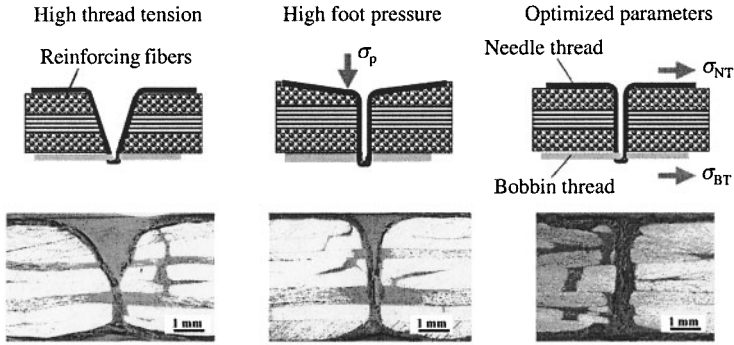 High thread tension
High foot pressure
Optimized parameters
Reinforcing fibers
σp
Needle thread
σNT
Bobbin thread
σBT
1 mm
1 mm
1 mm